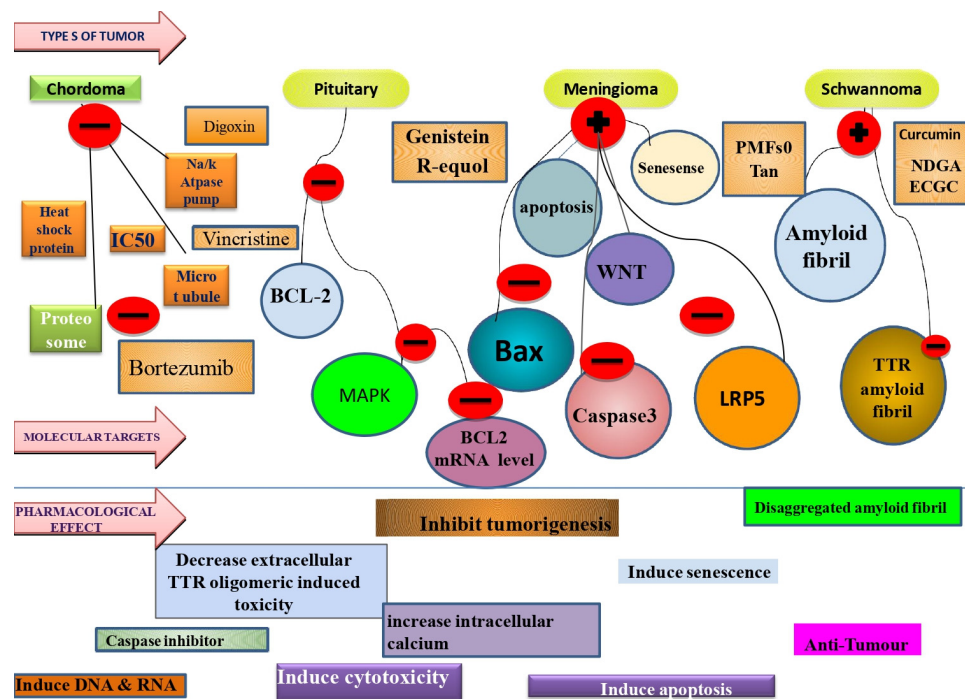 TYPE S OF TUMOR
Chordoma
Pituitary
Meningioma
Schwannoma
Digoxin
Na/k
Atpase
pump
Heat
shock
protein
IC50
Vincristine
Micro
t ubule
Proteo
some
Bortezumib
BCL-2
MAPK
Genistein
R-equol
apoptosis
Senesense
WNT
Bax
BCL2
mRNA level
Caspase3
LRP5
PMFs0
Tan
Curcumin
NDGA
ECGC
Amyloid
fibril
TTR
amyloid
fibril
MOLECULAR TARGETS
PHARMACOLOGICAL
EFFECT
Inhibit tumorigenesis
Disaggregated amyloid fibril
Decrease extracellular
TTR oligomeric induced
toxicity
Induce senescence
increase intracellular
calcium
Caspase inhibitor
Anti-Tumour
Induce DNA & RNA
Induce cytotoxicity
Induce apoptosis